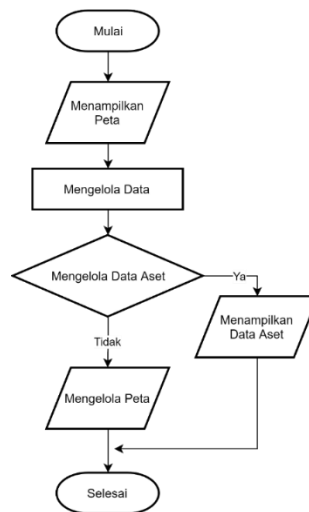 Mulai
Menampilkan
Peta
Mengelola Data
Mengelola Data Aset
Ya
Menampilkan
Data Aset
Tidak
Mengelola Peta
Selesai